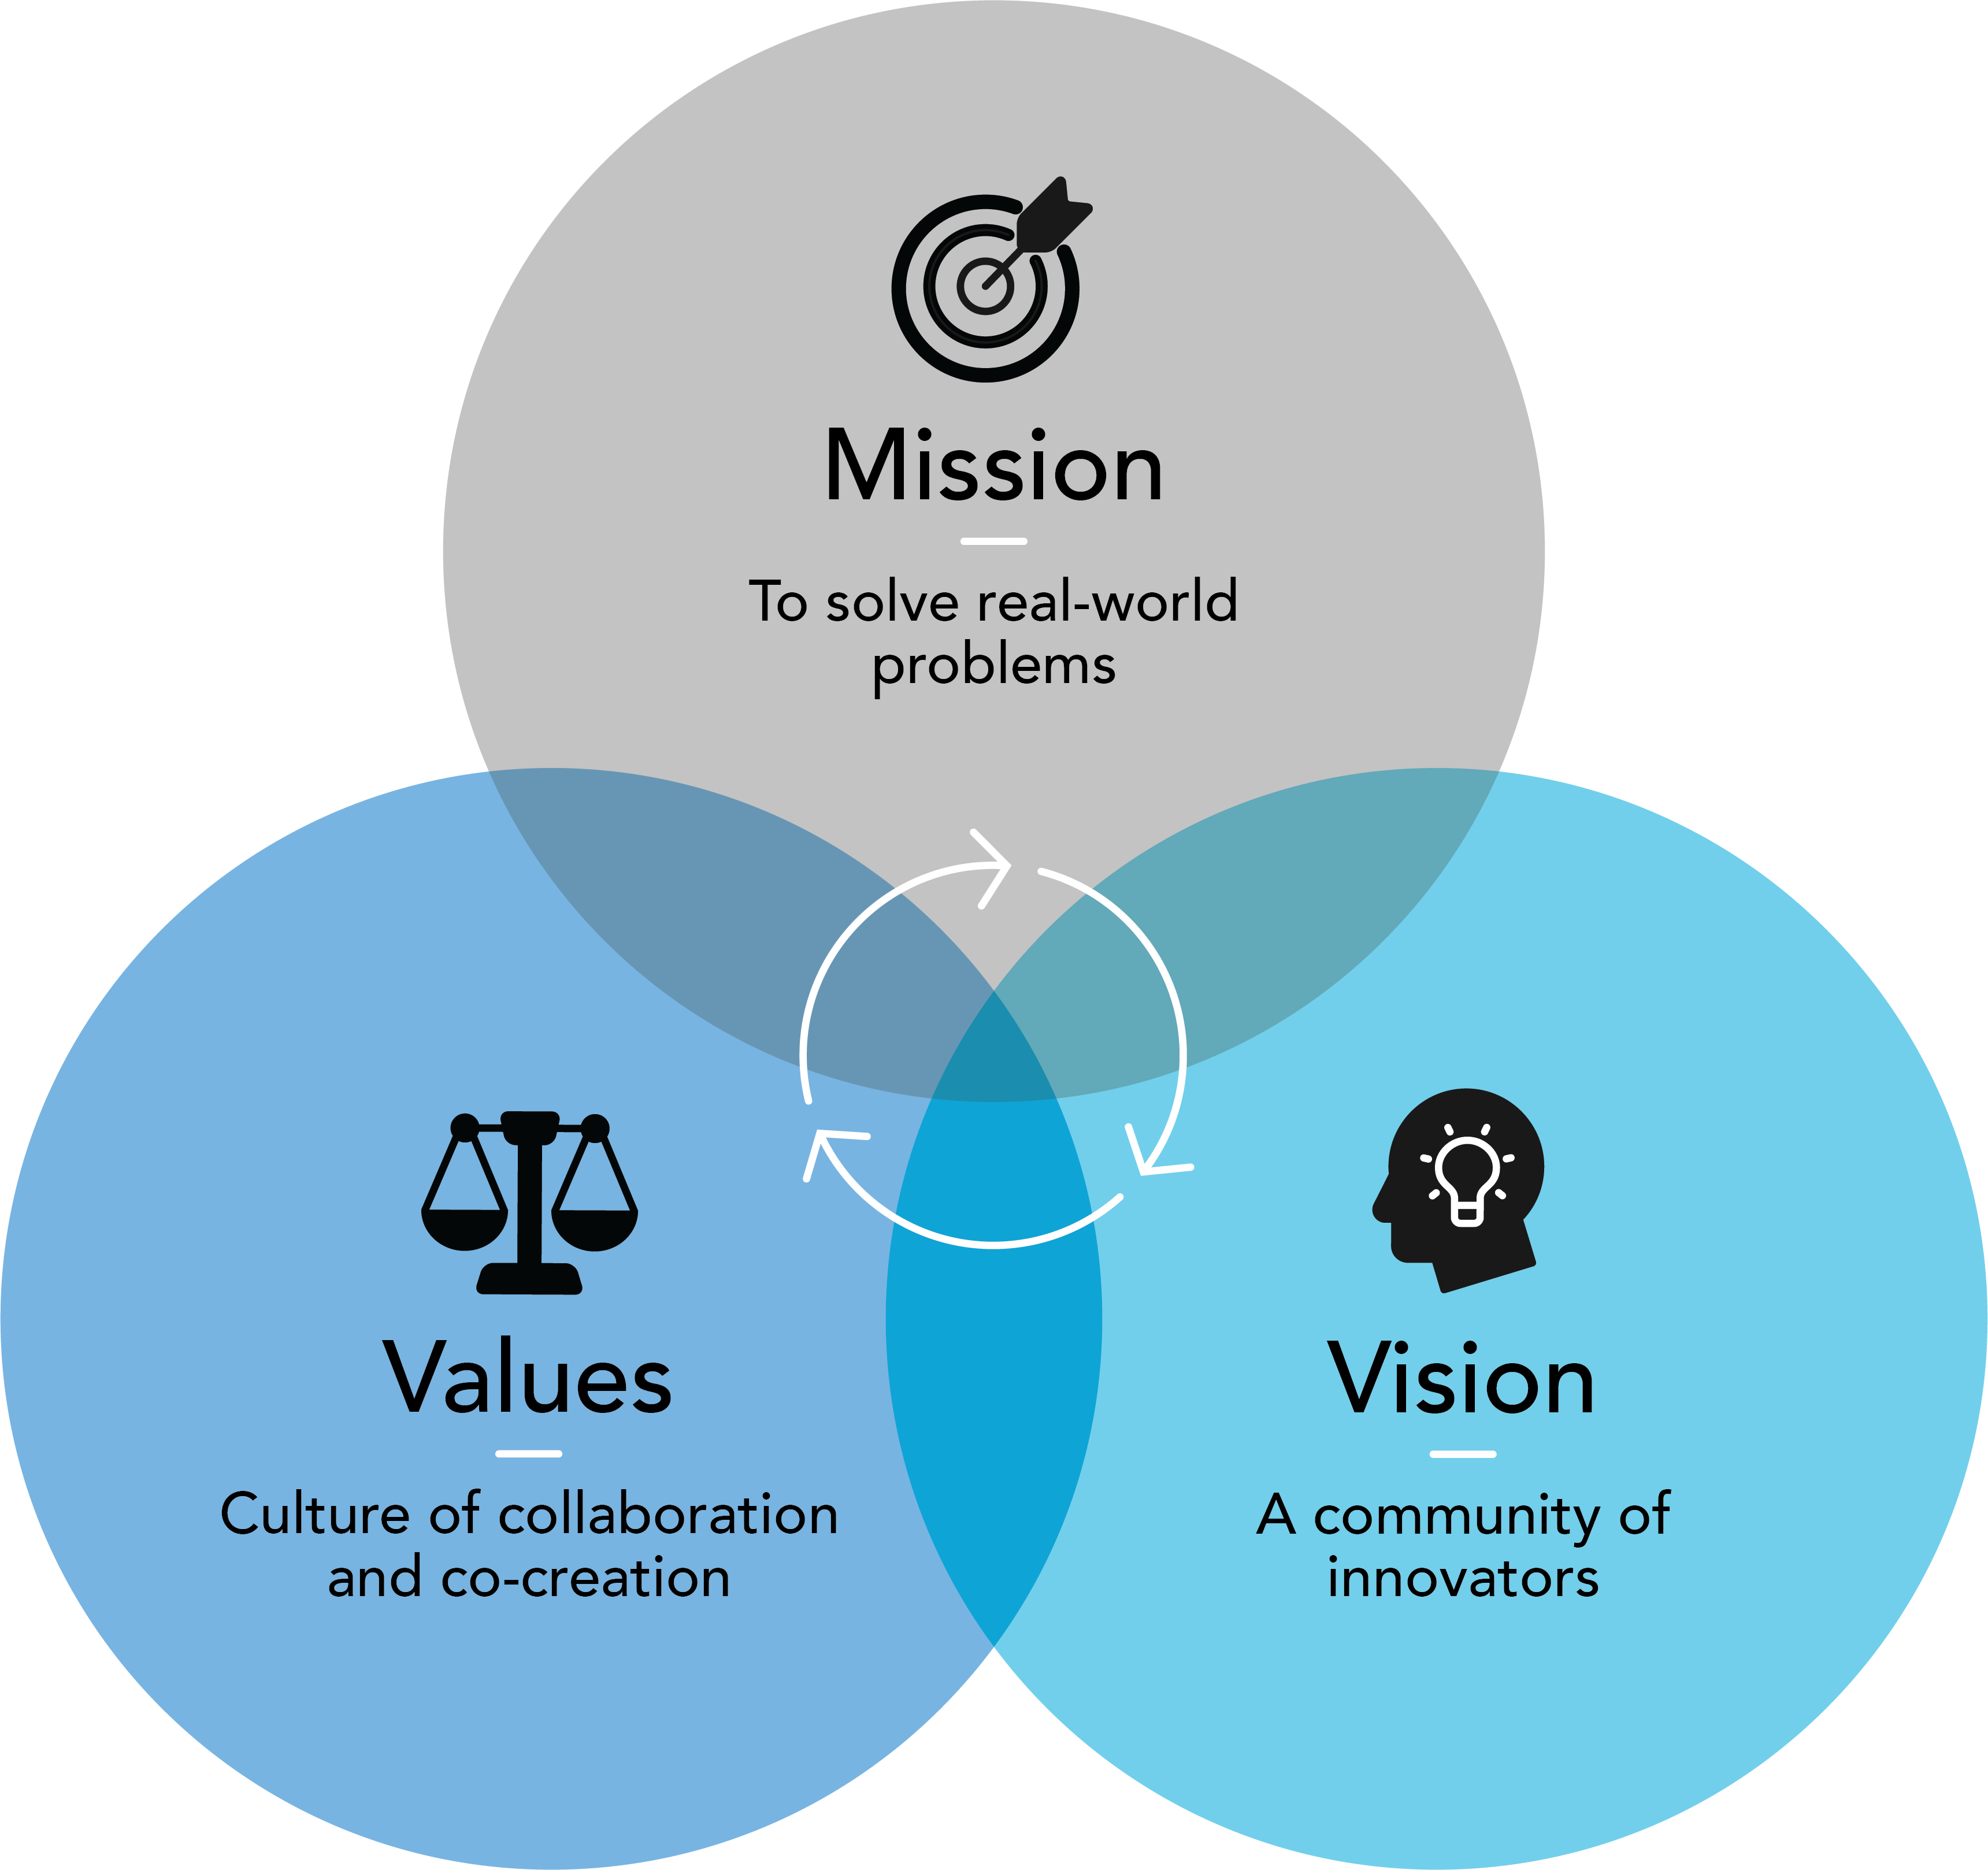 Mission
To solve real-world
problems
Values
Culture of collaboration
and co-creation
Vision
A community of
innovators